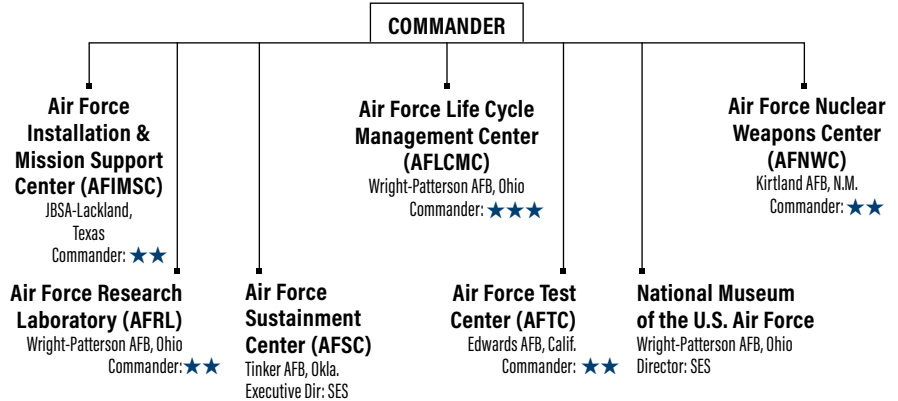 COMMANDER
Air Force
Installation &
Mission Support
Center (AFIMSC)
JBSA-Lackland,
Texas
Commander: ★★
Air Force Life Cycle
Management Center
(AFLCMC)
Wright-Patterson AFB, Ohio
Commander: ★★★
Air Force Nuclear
Weapons Center
(AFNWC)
Kirtland AFB, N.M.
Commander: ★★
Air Force Research
Laboratory (AFRL)
Wright-Patterson AFB, Ohio
Commander: ★★
Air Force
Sustainment
Center (AFSC)
Tinker AFB, Okla.
Executive Dir: SES
Air Force Test
Center (AFTC)
Edwards AFB, Calif.
Commander: ★★
National Museum
of the U.S. Air Force
Wright-Patterson AFB, Ohio
Director: SES